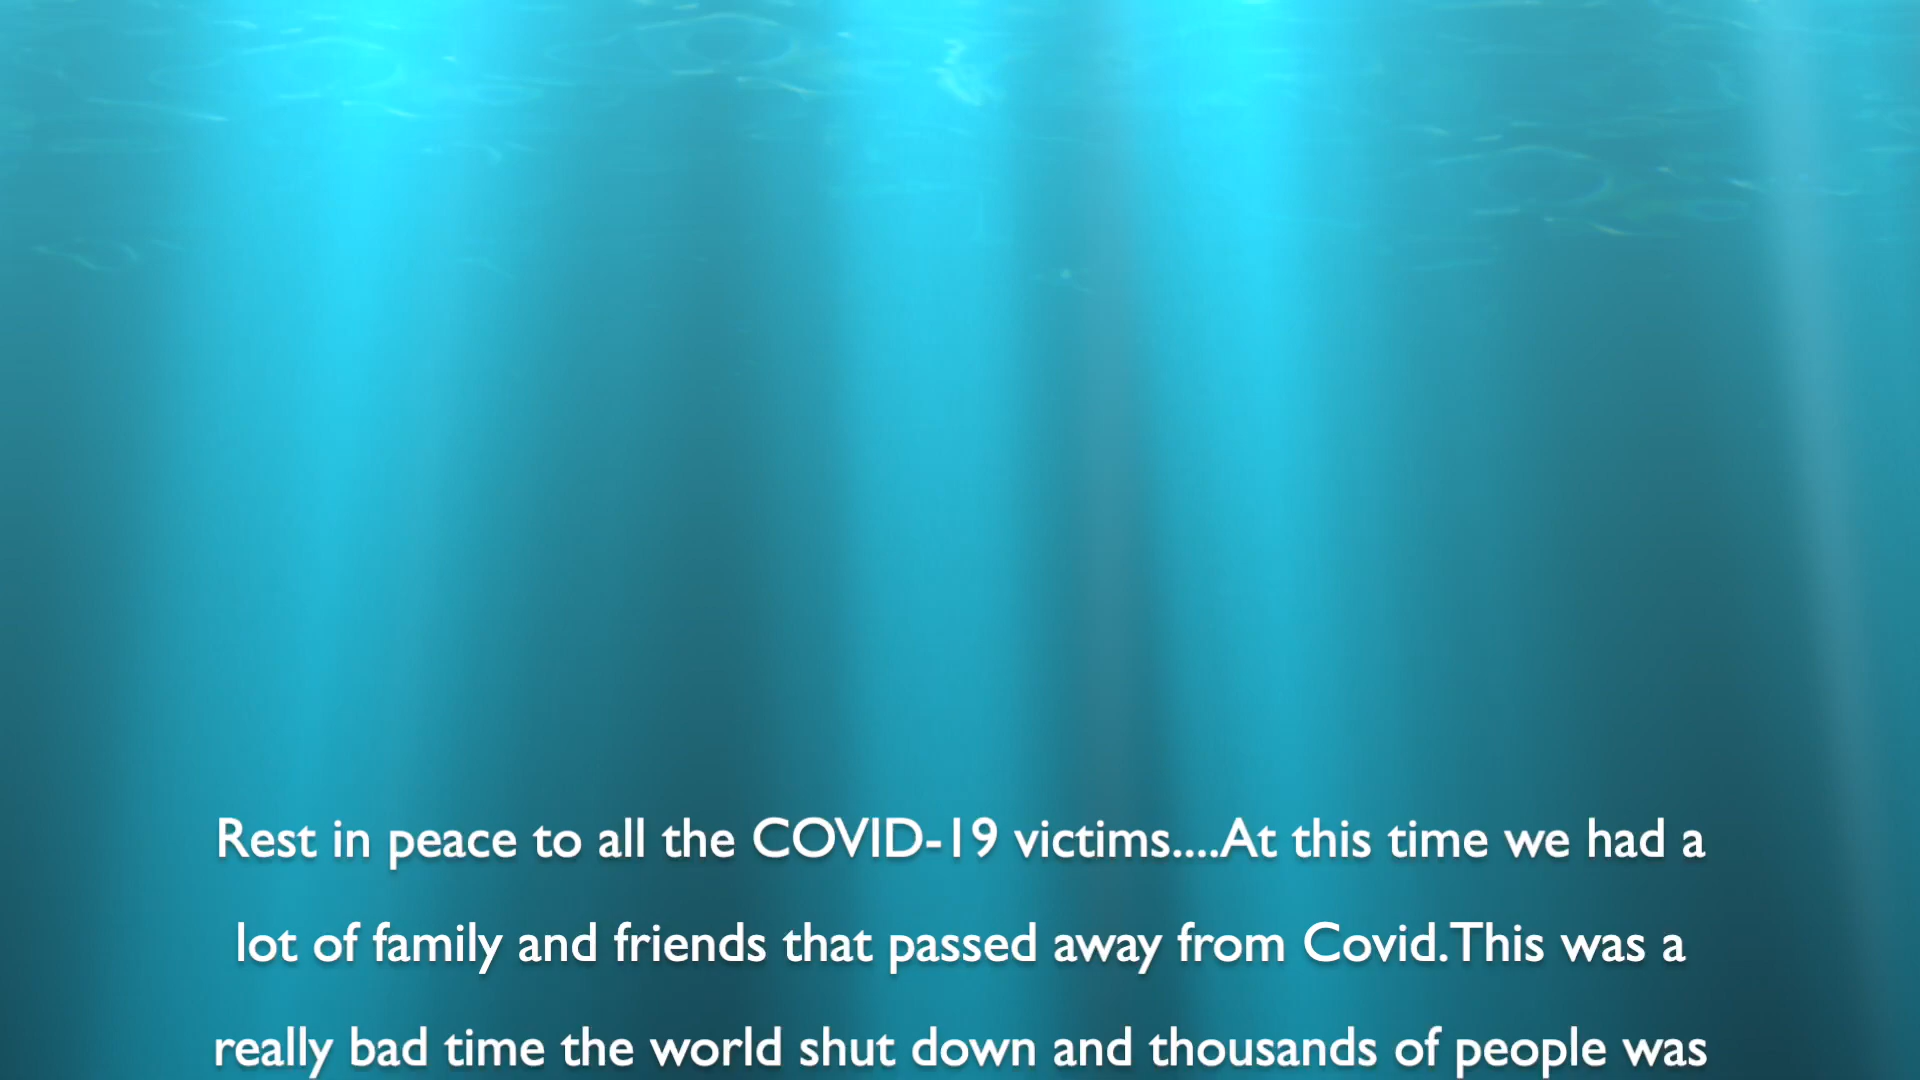 Rest in peace to all the COVID-19 victims....At this time we had a
lot of family and friends that passed away from Covid.This was a
really bad time the world shut down and thousands of people was